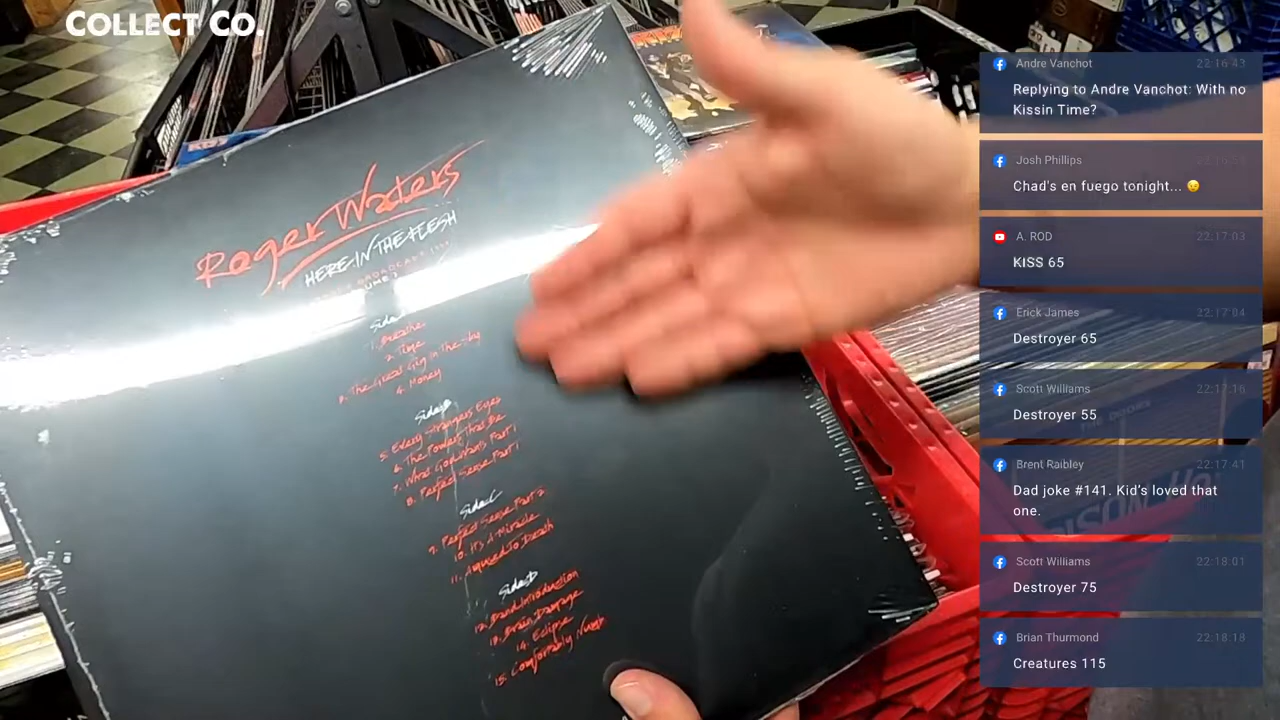 COLLECT CO.
Roger Waters
HERE IN THE FLESH
BROADCAST
Side
1. Breathe
2. Time
3. The Great Gig In The Sky
4. Money
Side B
6. The Powers That Be
7. What God Wants Part 1
8. Perfect Sense Part 1
Side C
9. Perfect Sense Part 2
10. It's A Miracle
11. Amused To Death
Side D
12. Band Introduction
13. Brain Damage
14. Eclipse
15. Comfortably Numb
Andre Vanchot 22:16:43
Replying to Andre Vanchot: With no
Kissin Time?
Josh Phillips
Chad's en fuego tonight... 😉
A. ROD 22:17:03
KISS 65
Erick James 22:17:04
Destroyer 65
Scott Williams 22:17:16
Destroyer 55
Brent Raibley 22:17:41
Dad joke #141. Kid's loved that
one.
Scott Williams 22:18:01
Destroyer 75
Brian Thurmond 22:18:18
Creatures 115